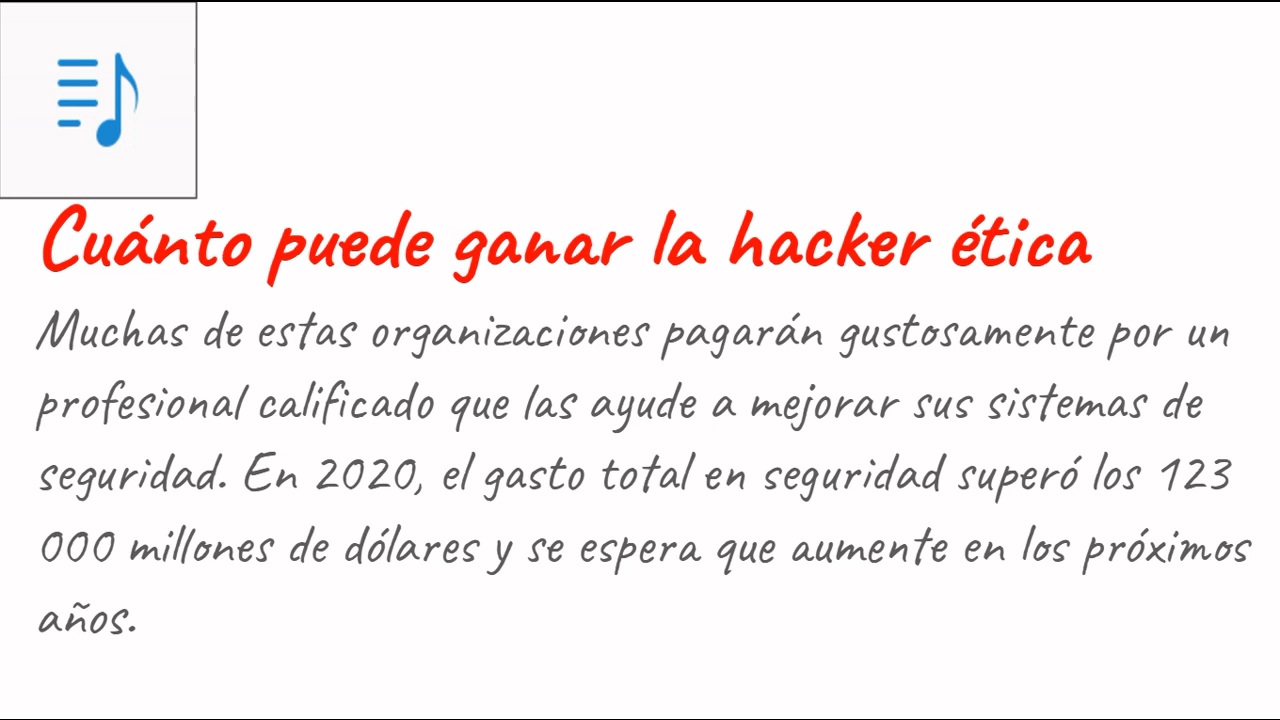 Cuánto puede ganar la hacker ética
Muchas de estas organizaciones pagarán gustosamente por un
profesional calificado que las ayude a mejorar sus sistemas de
seguridad. En 2020, el gasto total en seguridad superó los 123
000 millones de dólares y se espera que aumente en los próximos
años.